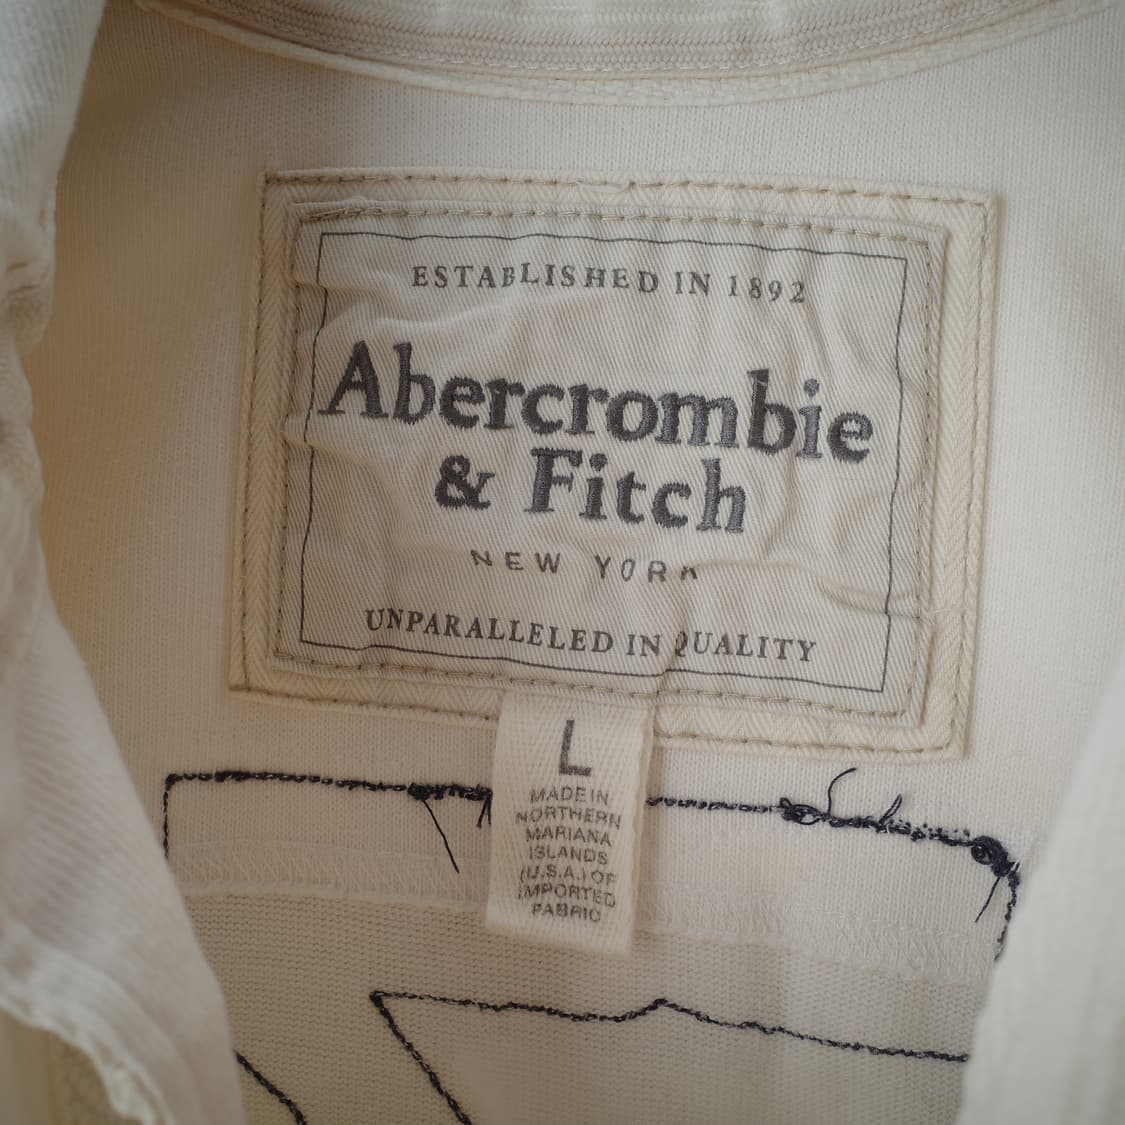 ESTABLISHED IN 1892
Abercrombie
& Fitch
NEW YORK
UNPARALLELED IN QUALITY
L
MADE IN
NORTHERN
MARIANA
ISLANDS
(U.S.A.) OF
IMPORTED
FABRIC